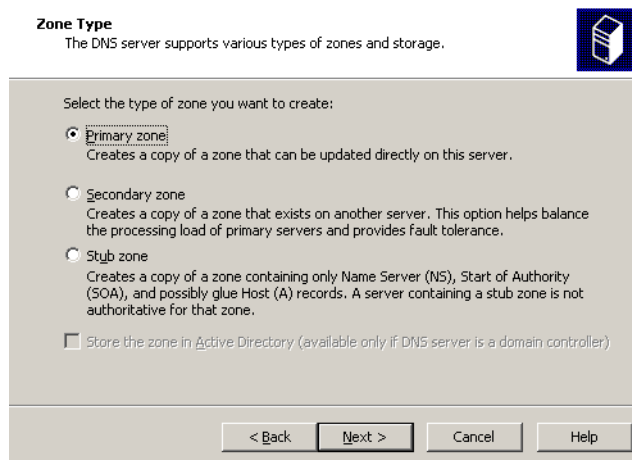 Zone Type
The DNS server supports various types of zones and storage.
Select the type of zone you want to create:
Primary zone
Creates a copy of a zone that can be updated directly on this server.
Secondary zone
Creates a copy of a zone that exists on another server. This option helps balance
the processing load of primary servers and provides fault tolerance.
Stub zone
Creates a copy of a zone containing only Name Server (NS), Start of Authority
(SOA), and possibly glue Host (A) records. A server containing a stub zone is not
authoritative for that zone.
Store the zone in Active Directory (available only if DNS server is a domain controller)
< Back Next > Cancel Help